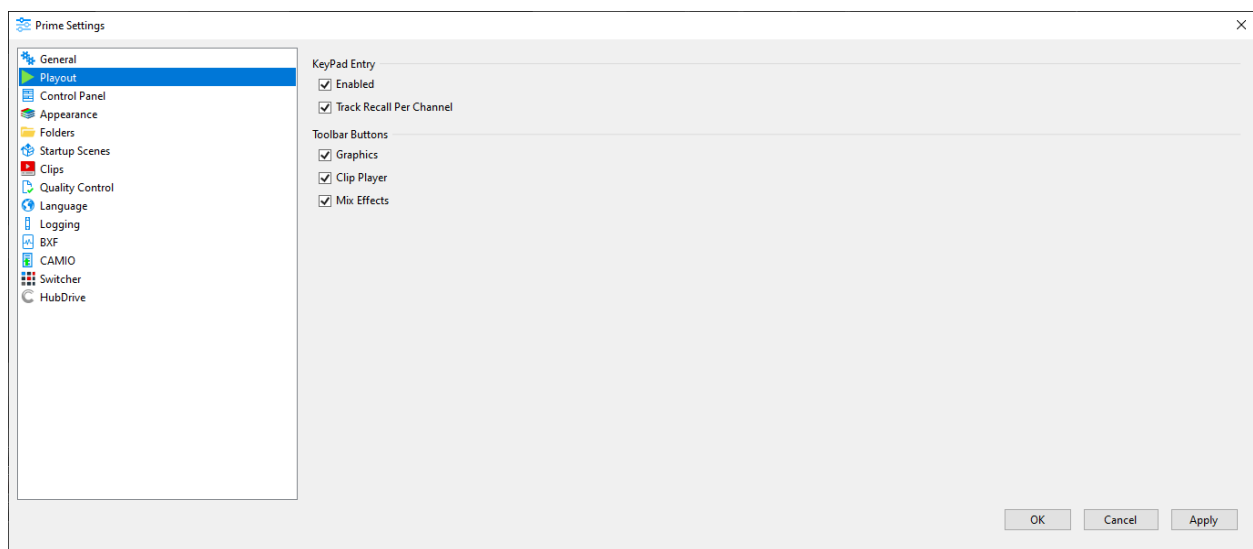 Prime Settings
General
Playout
Control Panel
Appearance
Folders
Startup Scenes
Clips
Quality Control
Language
Logging
BXF
CAMIO
Switcher
HubDrive
KeyPad Entry
Enabled
Track Recall Per Channel
Toolbar Buttons
Graphics
Clip Player
Mix Effects
OK Cancel Apply